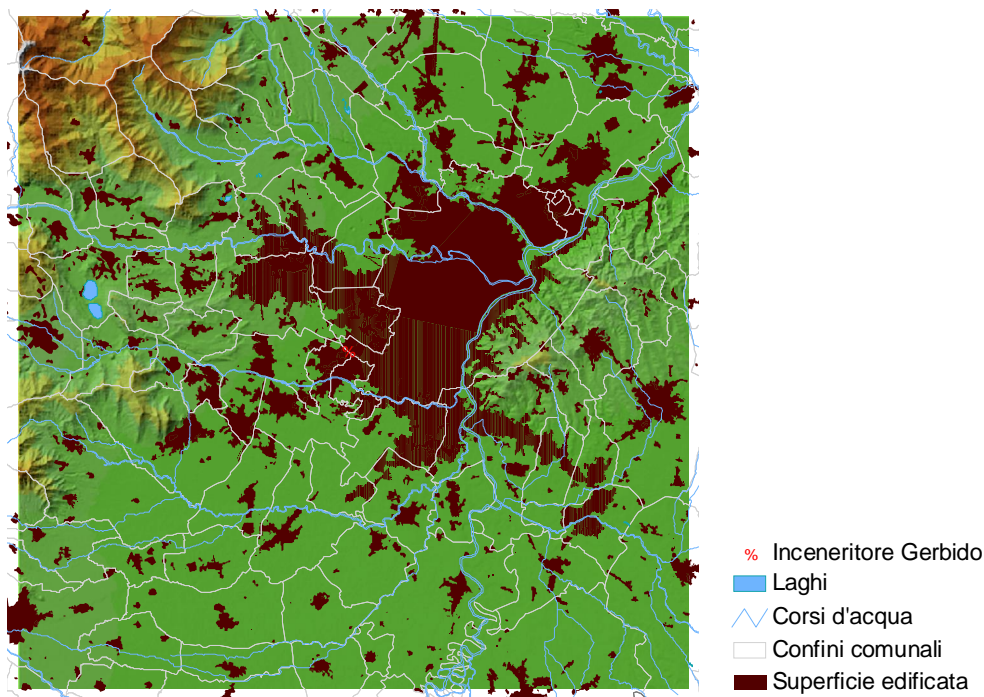 % Inceneritore Gerbido
Laghi
Corsi d'acqua
Confini comunali
Superficie edificata